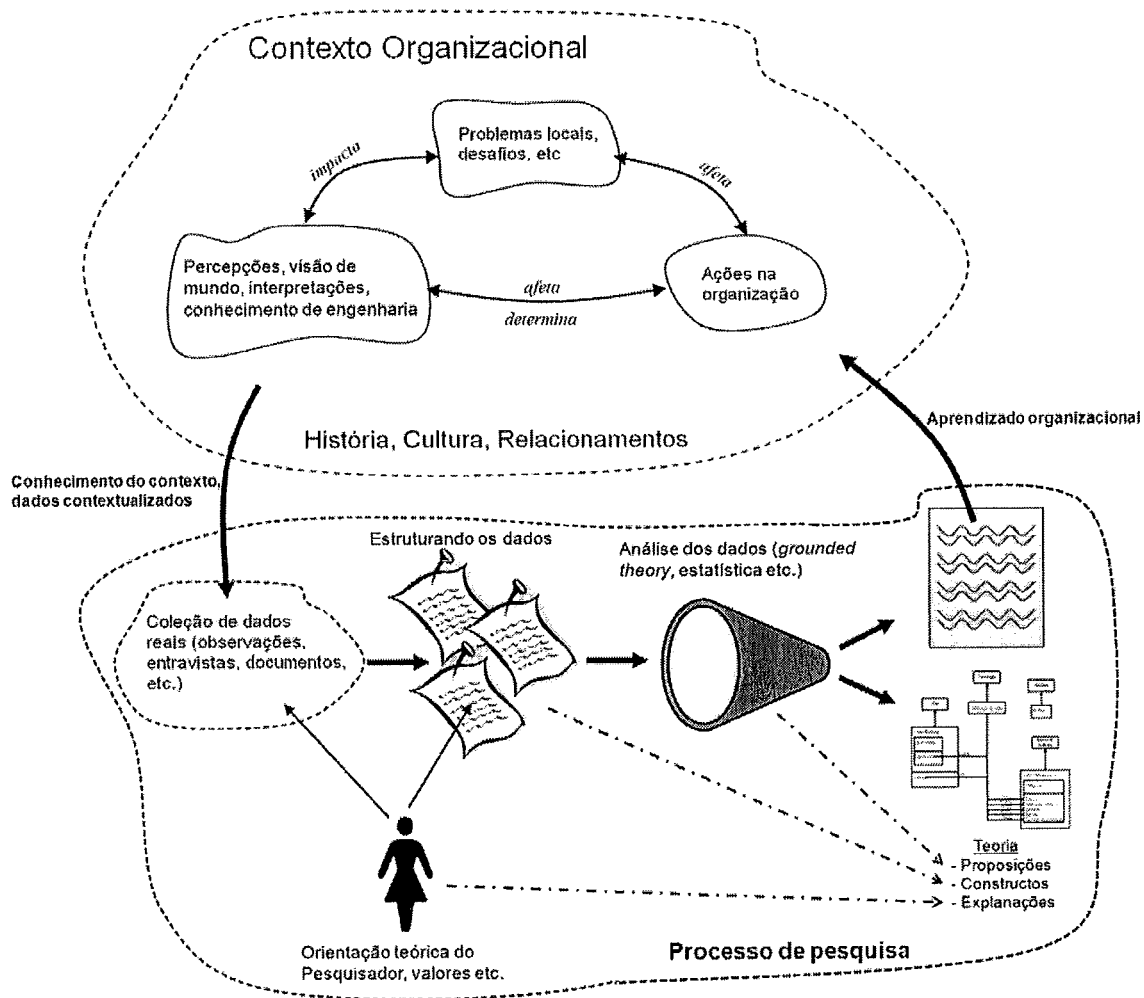 Contexto Organizacional
Problemas locais,
desafios, etc
impacta
afeta
Percepções, visão de
mundo, interpretações,
conhecimento de engenharia
afeta
determina
Ações na
organização
História, Cultura, Relacionamentos
Aprendizado organizacional
Conhecimento do contexto,
dados contextualizados
Estruturando os dados
Análise dos dados (grounded
theory, estatística etc.)
Coleção de dados
reais (observações,
entravistas, documentos,
etc.)
Teoria
- Proposições
- Constructos
- Explanações
Orientação teórica do
Pesquisador, valores etc.
Processo de pesquisa